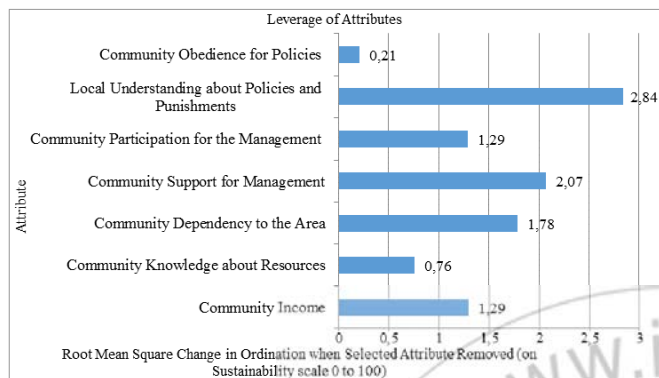 Leverage of Attributes
Community Obedience for Policies
0,21
Local Understanding about Policies and
Punishments
2,84
Community Participation for the Management
1,29
Community Support for Management
2,07
Community Dependency to the Area
1,78
Community Knowledge about Resources
0,76
Community Income
1,29
Attribute
0 0,5 1 1,5 2 2,5 3
Root Mean Square Change in Ordination when Selected Attribute Removed (on
Sustainability scale 0 to 100)